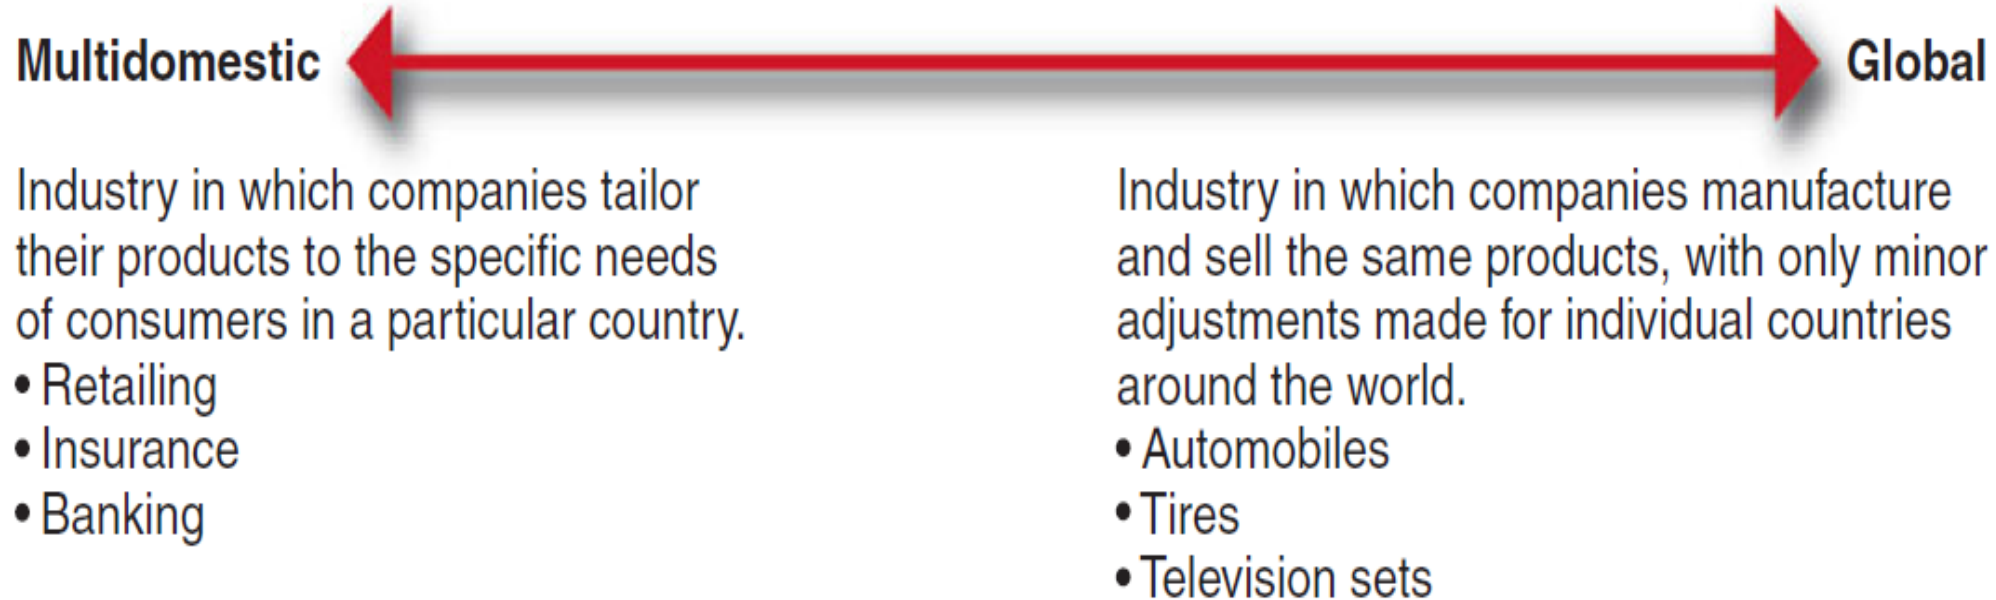 Multidomestic
Global
Industry in which companies tailor
their products to the specific needs
of consumers in a particular country.
• Retailing
• Insurance
• Banking
Industry in which companies manufacture
and sell the same products, with only minor
adjustments made for individual countries
around the world.
• Automobiles
• Tires
• Television sets